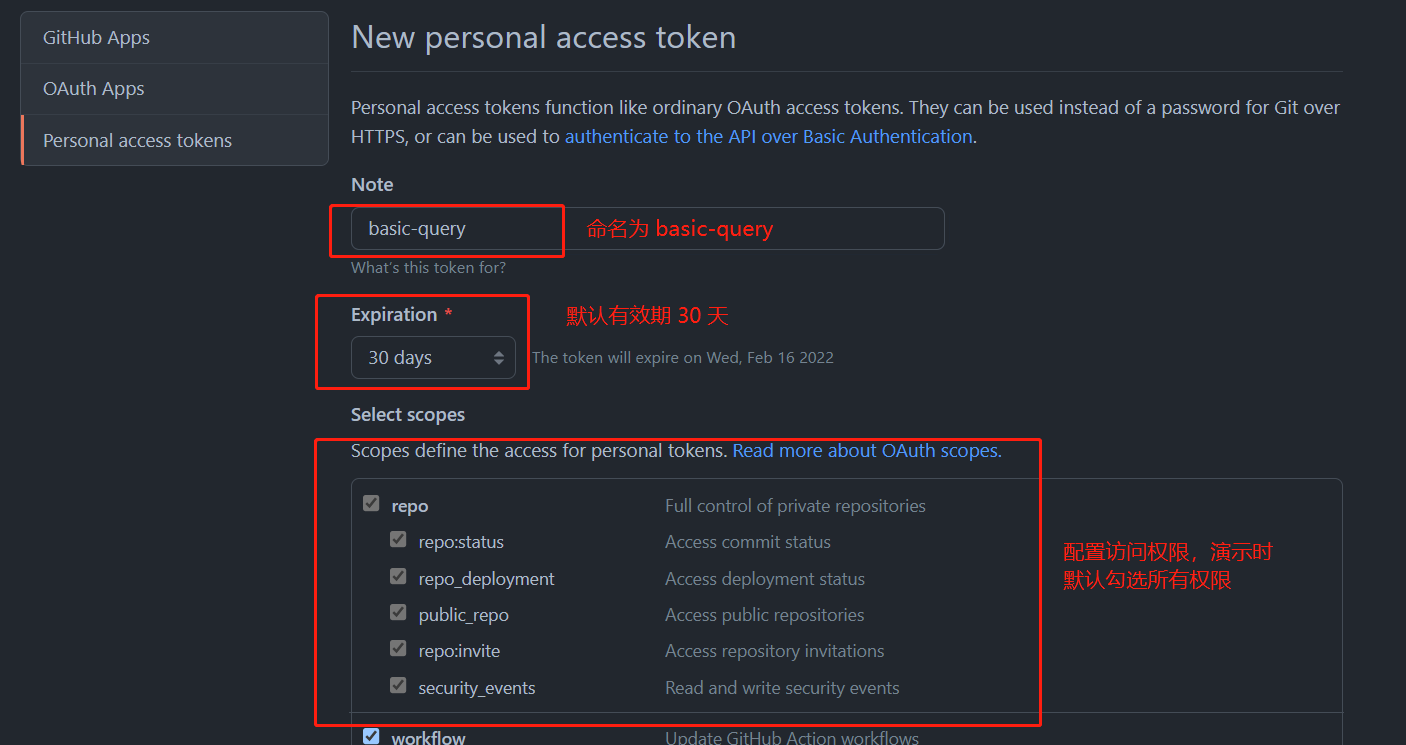 GitHub Apps
OAuth Apps
Personal access tokens
New personal access token
Personal access tokens function like ordinary OAuth access tokens. They can be used instead of a password for Git over
HTTPS, or can be used to authenticate to the API over Basic Authentication.
Note
basic-query 命名为 basic-query
What's this token for?
Expiration * 默认有效期 30 天
30 days The token will expire on Wed, Feb 16 2022
Select scopes
Scopes define the access for personal tokens. Read more about OAuth scopes.
repo Full control of private repositories
repo:status Access commit status
repo_deployment Access deployment status
public_repo Access public repositories
repo:invite Access repository invitations
security_events Read and write security events
配置访问权限，演示时
默认勾选所有权限
workflow Update GitHub Action workflows